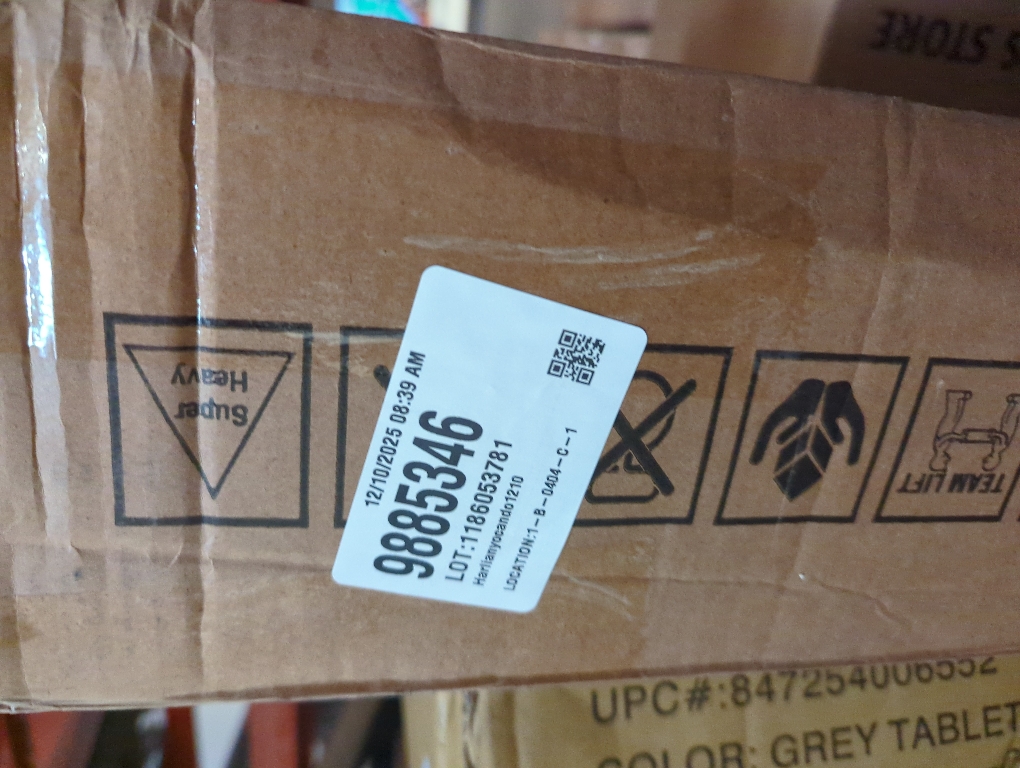 S STORE
Super
Heavy
12/10/2025 08:39 AM
9885346
LOT:1186053781
Harlianyocando1210
LOCATION:1-B-0404-C-1
TEAM LIFT
UPC#:847254006552
COLOR: GREY TABLET